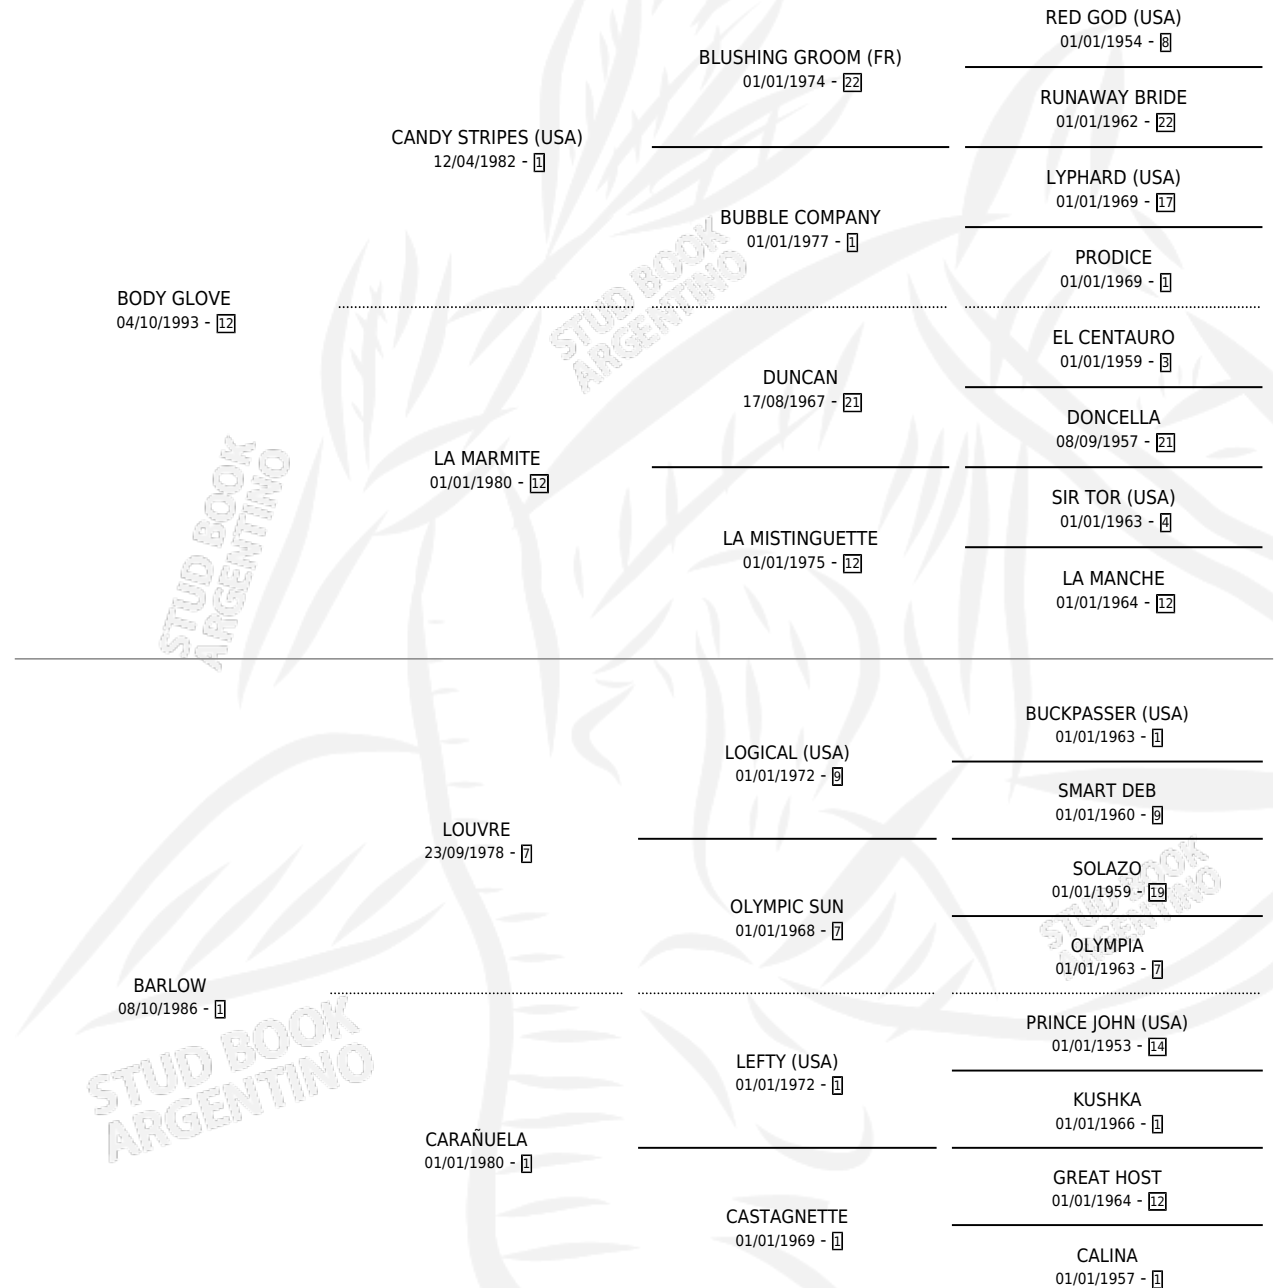 RED GOD (USA)
01/01/1954 - 8
BLUSHING GROOM (FR)
01/01/1974 - 22
RUNAWAY BRIDE
01/01/1962 - 22
CANDY STRIPES (USA)
12/04/1982 - 1
LYPHARD (USA)
01/01/1969 - 17
BUBBLE COMPANY
01/01/1977 - 1
PRODICE
01/01/1969 - 1
BODY GLOVE
04/10/1993 - 12
STUD BOOK
ARGENTINO
EL CENTAURO
01/01/1959 - 3
DUNCAN
17/08/1967 - 21
DONCELLA
08/09/1957 - 21
LA MARMITE
01/01/1980 - 12
SIR TOR (USA)
01/01/1963 - 4
LA MISTINGUETTE
01/01/1975 - 12
LA MANCHE
01/01/1964 - 12
STUD BOOK
ARGENTINO
BUCKPASSER (USA)
01/01/1963 - 1
LOGICAL (USA)
01/01/1972 - 9
SMART DEB
01/01/1960 - 9
LOUVRE
23/09/1978 - 7
SOLAZO
01/01/1959 - 19
OLYMPIC SUN
01/01/1968 - 7
STUD BOOK
ARGENTINO
OLYMPIA
01/01/1963 - 7
BARLOW
08/10/1986 - 1
STUD BOOK
ARGENTINO
PRINCE JOHN (USA)
01/01/1953 - 14
LEFTY (USA)
01/01/1972 - 1
KUSHKA
01/01/1966 - 1
CARAÑUELA
01/01/1980 - 1
GREAT HOST
01/01/1964 - 12
CASTAGNETTE
01/01/1969 - 1
CALINA
01/01/1957 - 1